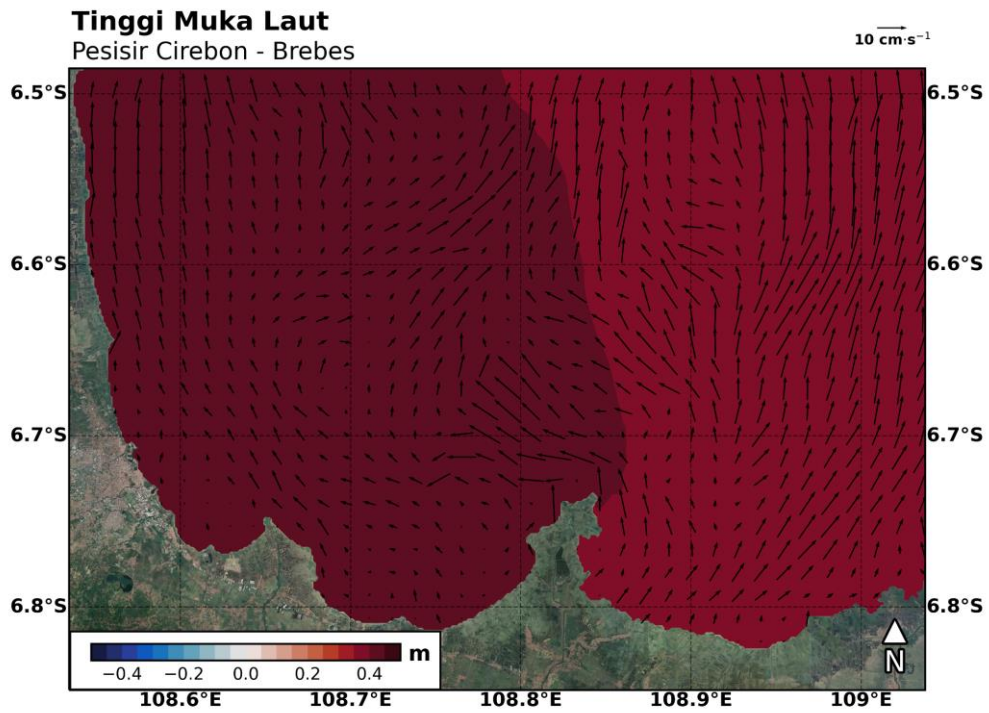 Tinggi Muka Laut
Pesisir Cirebon - Brebes
10 cm·s⁻¹
6.5°S 6.5°S
6.6°S 6.6°S
6.7°S 6.7°S
6.8°S 6.8°S
−0.4 −0.2 0.0 0.2 0.4 m
N
108.6°E 108.7°E 108.8°E 108.9°E 109°E